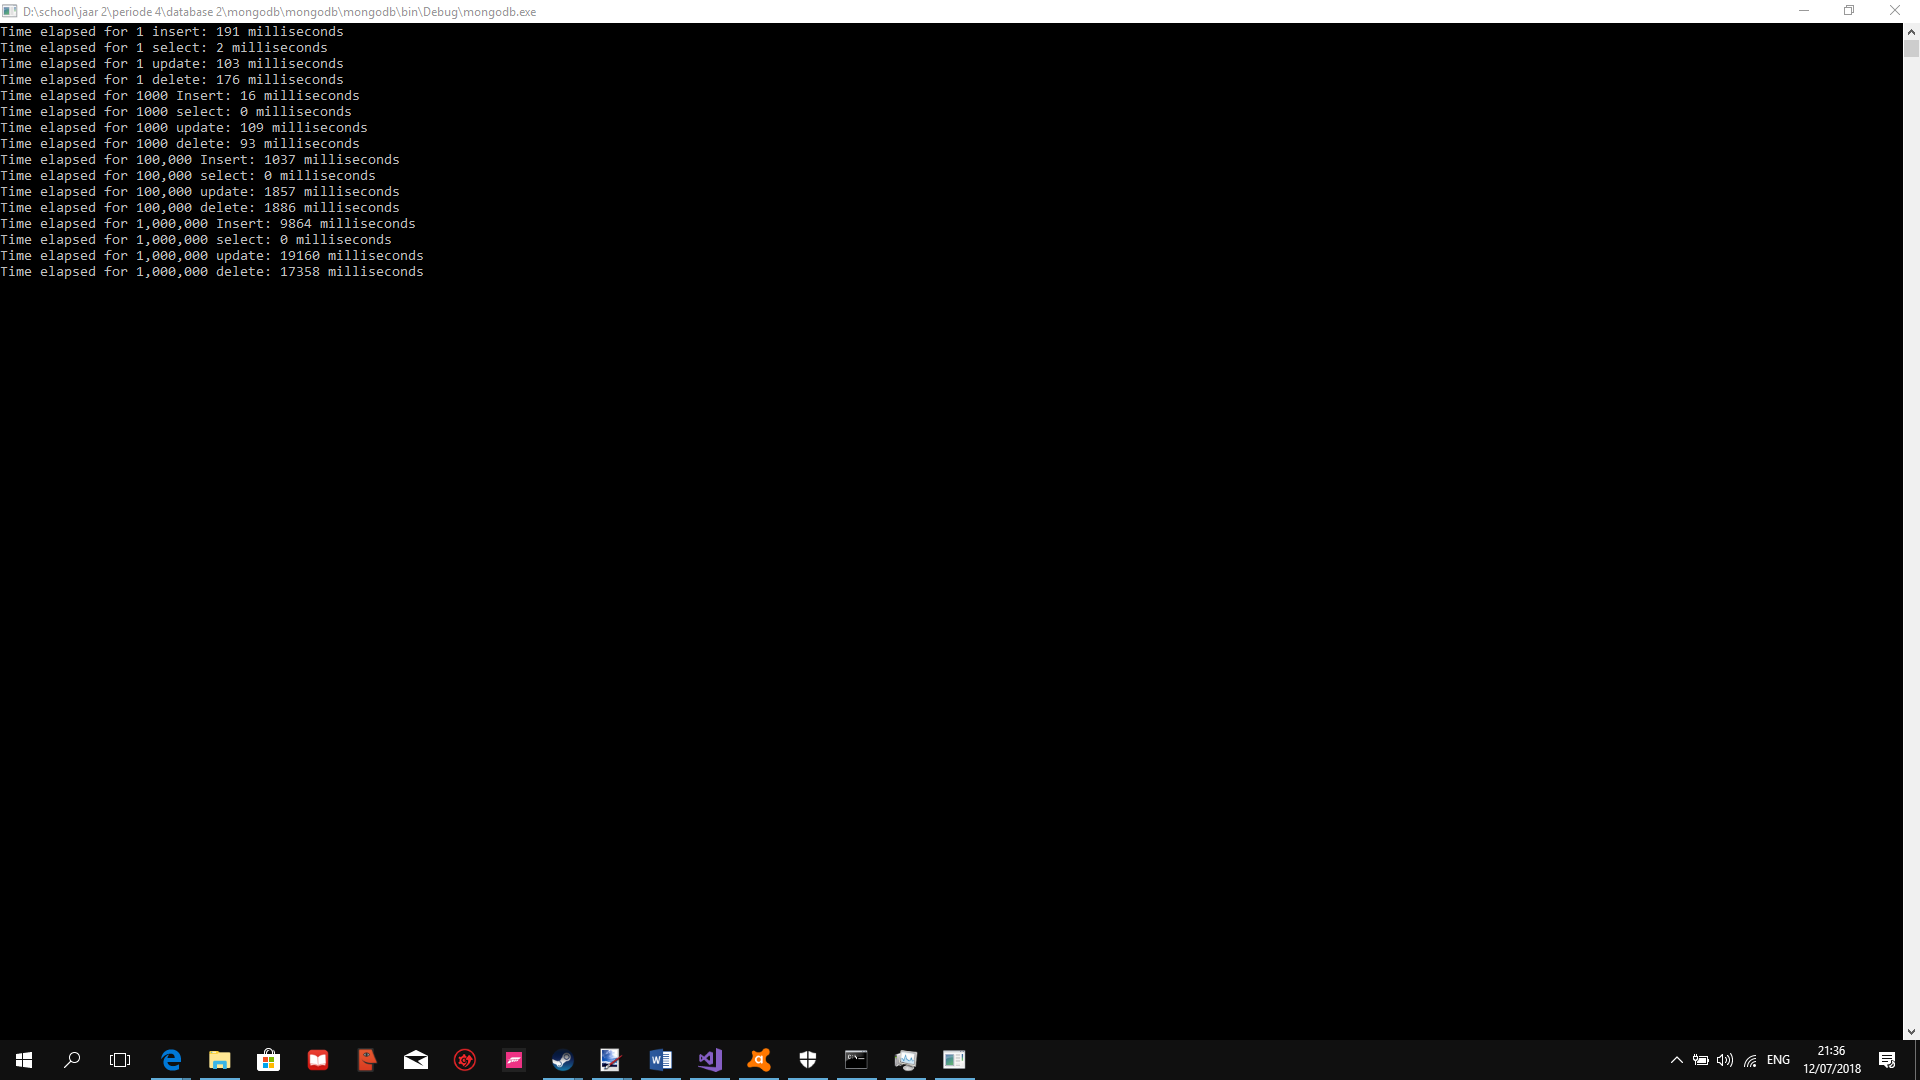 D:\school\jaar 2\periode 4\database 2\mongodb\mongodb\mongodb\bin\Debug\mongodb.exe
Time elapsed for 1 insert: 191 milliseconds
Time elapsed for 1 select: 2 milliseconds
Time elapsed for 1 update: 103 milliseconds
Time elapsed for 1 delete: 176 milliseconds
Time elapsed for 1000 Insert: 16 milliseconds
Time elapsed for 1000 select: 0 milliseconds
Time elapsed for 1000 update: 109 milliseconds
Time elapsed for 1000 delete: 93 milliseconds
Time elapsed for 100,000 Insert: 1037 milliseconds
Time elapsed for 100,000 select: 0 milliseconds
Time elapsed for 100,000 update: 1857 milliseconds
Time elapsed for 100,000 delete: 1886 milliseconds
Time elapsed for 1,000,000 Insert: 9864 milliseconds
Time elapsed for 1,000,000 select: 0 milliseconds
Time elapsed for 1,000,000 update: 19160 milliseconds
Time elapsed for 1,000,000 delete: 17358 milliseconds
ENG
21:36
12/07/2018